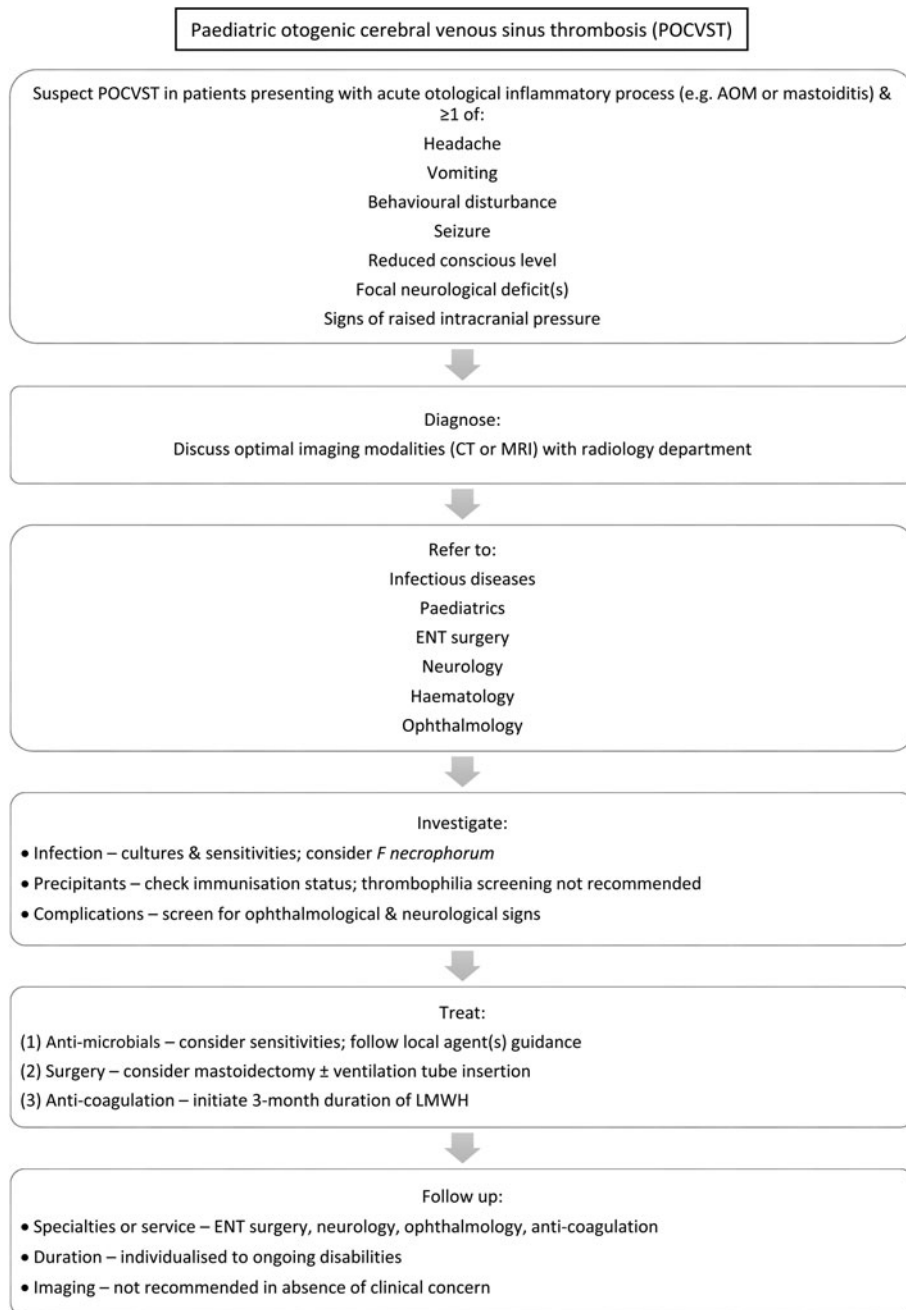 Paediatric otogenic cerebral venous sinus thrombosis (POCVST)
Suspect POCVST in patients presenting with acute otological inflammatory process (e.g. AOM or mastoiditis) &
≥1 of:
Headache
Vomiting
Behavioural disturbance
Seizure
Reduced conscious level
Focal neurological deficit(s)
Signs of raised intracranial pressure
Diagnose:
Discuss optimal imaging modalities (CT or MRI) with radiology department
Refer to:
Infectious diseases
Paediatrics
ENT surgery
Neurology
Haematology
Ophthalmology
Investigate:
• Infection – cultures & sensitivities; consider F necrophorum
• Precipitants – check immunisation status; thrombophilia screening not recommended
• Complications – screen for ophthalmological & neurological signs
Treat:
(1) Anti-microbials – consider sensitivities; follow local agent(s) guidance
(2) Surgery – consider mastoidectomy ± ventilation tube insertion
(3) Anti-coagulation – initiate 3-month duration of LMWH
Follow up:
• Specialties or service – ENT surgery, neurology, ophthalmology, anti-coagulation
• Duration – individualised to ongoing disabilities
• Imaging – not recommended in absence of clinical concern